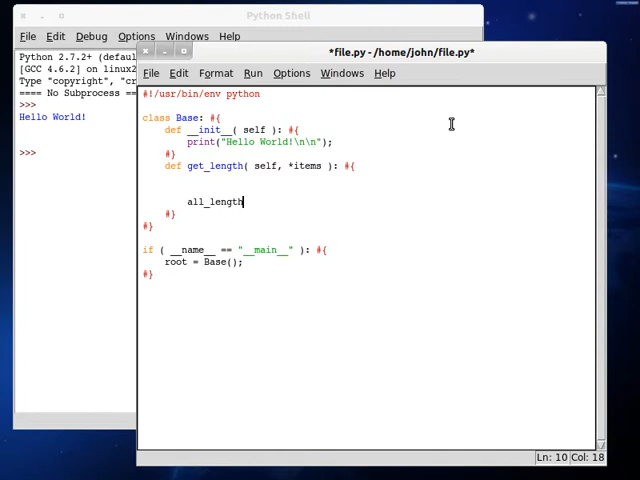 Python Shell
File Edit Debug Options Windows Help
Python 2.7.2+ (defau
[GCC 4.6.2] on linux2
Type "copyright", "cr
==== No Subprocess ==
>>>
Hello World!
>>>
*file.py - /home/john/file.py*
File Edit Format Run Options Windows Help
#!/usr/bin/env python
class Base: #{
def __init__( self ): #{
print("Hello World!\n\n");
#}
def get_length( self, *items ): #{
all_length
#}
#}
if ( __name__ == "__main__" ): #{
root = Base();
#}
Ln: 10 Col: 18